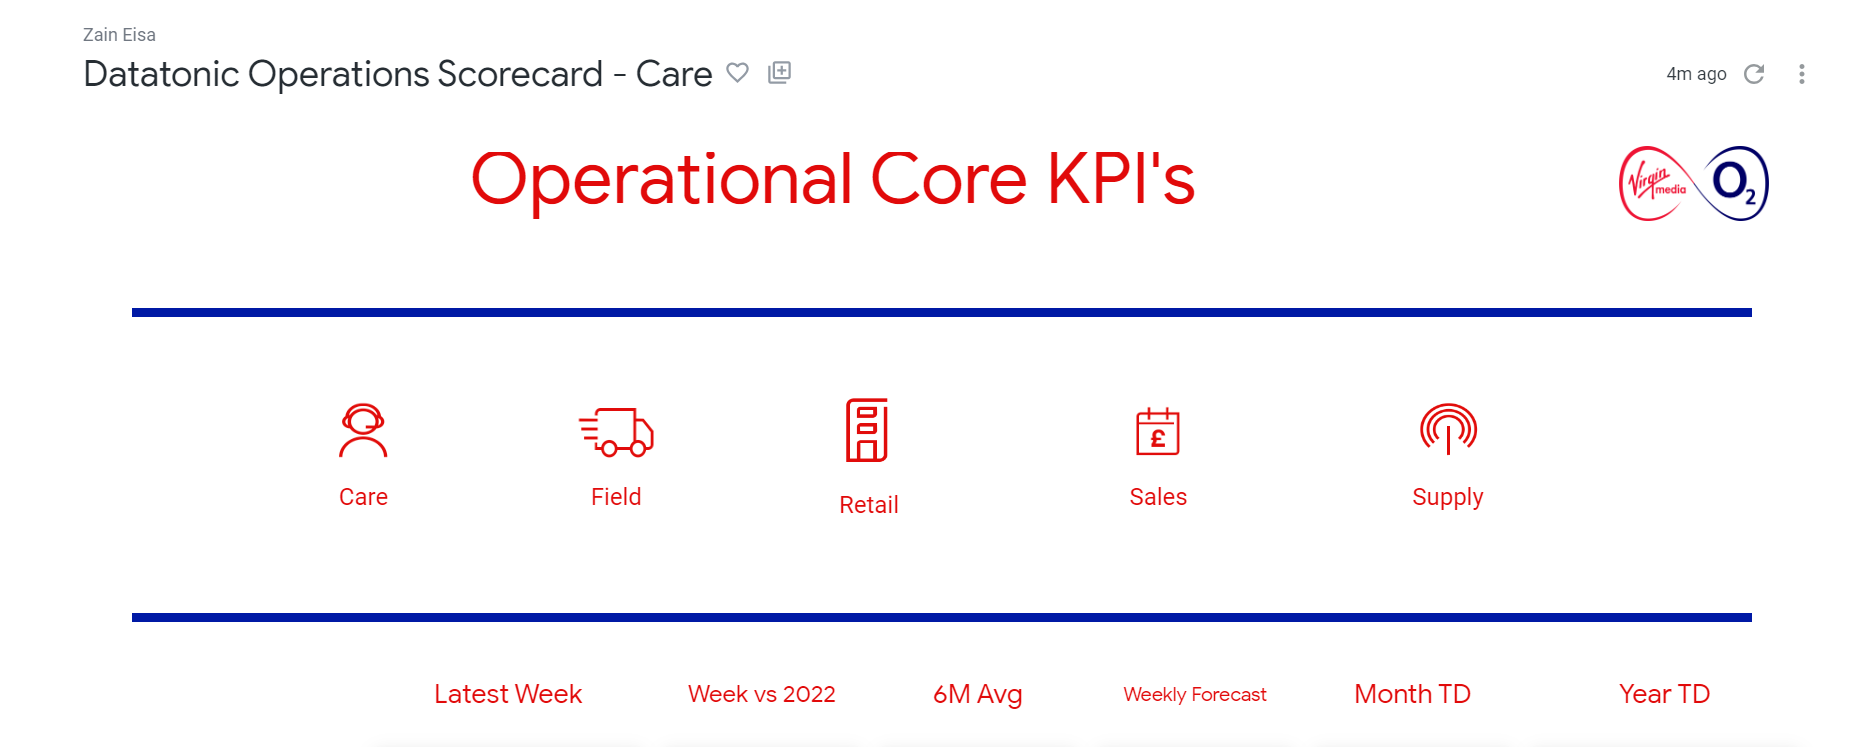 Zain Eisa
Datatonic Operations Scorecard - Care
4m ago
Operational Core KPI's
Virgin media O2
£
Care
Field
Retail
Sales
Supply
Latest Week
Week vs 2022
6M Avg
Weekly Forecast
Month TD
Year TD